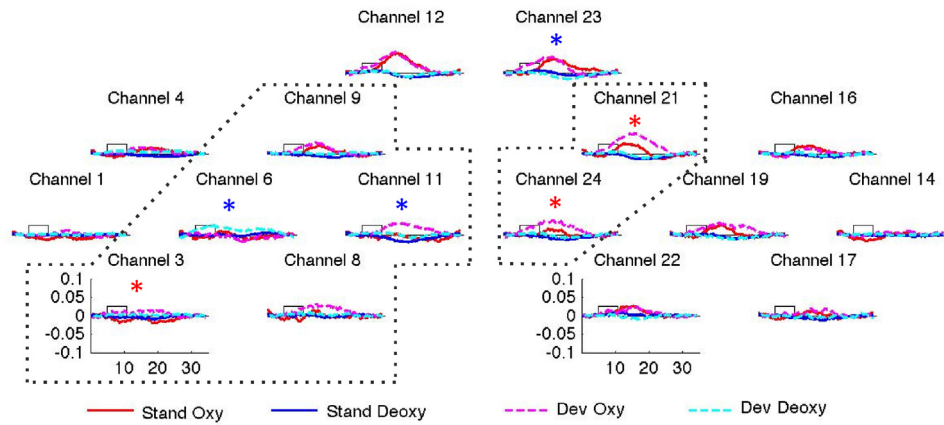 Channel 12 Channel 23
*
Channel 4 Channel 9 Channel 21 Channel 16
*
Channel 1 Channel 6 Channel 11 Channel 24 Channel 19 Channel 14
* * *
Channel 3 Channel 8 Channel 22 Channel 17
*
0.1 0.1
0.05 0.05
0 0
-0.05 -0.05
-0.1 -0.1
10 20 30 10 20 30
Stand Oxy Stand Deoxy Dev Oxy Dev Deoxy